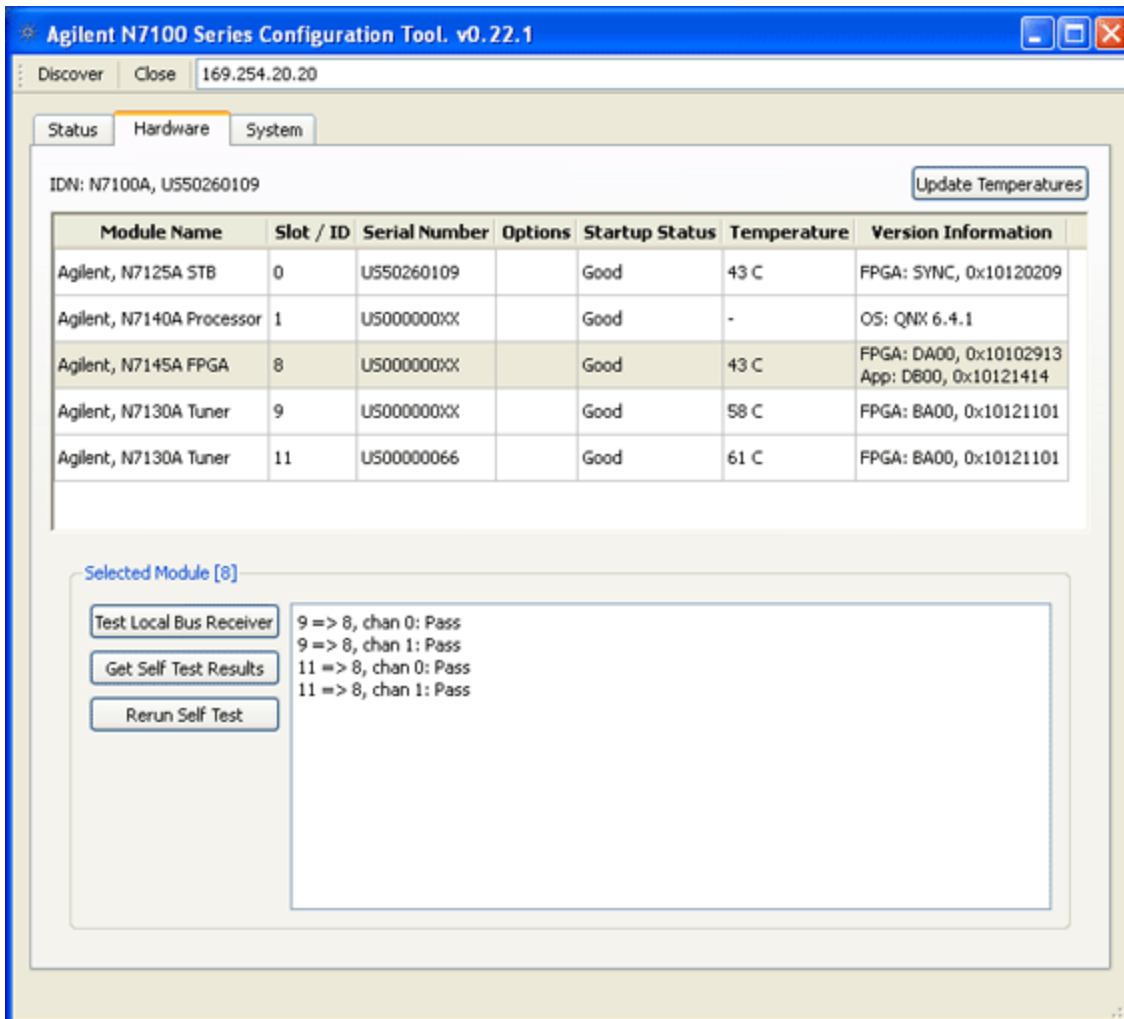 Agilent N7100 Series Configuration Tool. v0.22.1
Discover Close 169.254.20.20
Status Hardware System
IDN: N7100A, US50260109 Update Temperatures
Module Name Slot / ID Serial Number Options Startup Status Temperature Version Information
Agilent, N7125A STB 0 US50260109 Good 43 C FPGA: SYNC, 0x10120209
Agilent, N7140A Processor 1 US000000XX Good - OS: QNX 6.4.1
Agilent, N7145A FPGA 8 US000000XX Good 43 C FPGA: DA00, 0x10102913
App: DB00, 0x10121414
Agilent, N7130A Tuner 9 US000000XX Good 58 C FPGA: BA00, 0x10121101
Agilent, N7130A Tuner 11 US00000066 Good 61 C FPGA: BA00, 0x10121101
Selected Module [8]
Test Local Bus Receiver
Get Self Test Results
Rerun Self Test
9 => 8, chan 0: Pass
9 => 8, chan 1: Pass
11 => 8, chan 0: Pass
11 => 8, chan 1: Pass